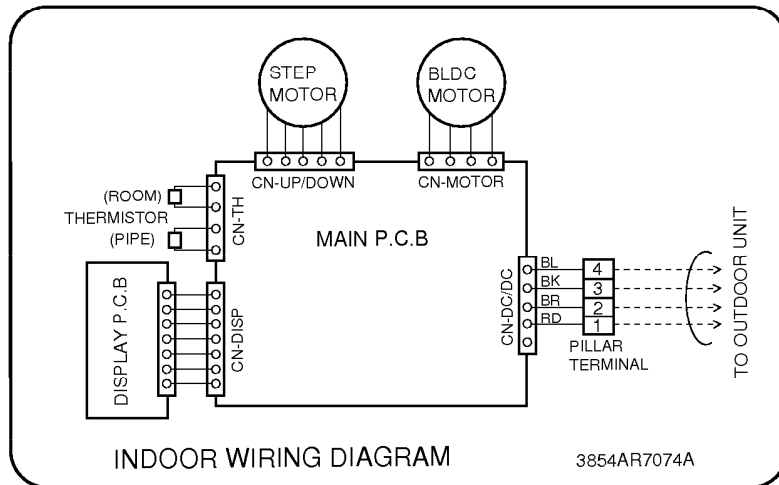 STEP
MOTOR
BLDC
MOTOR
CN-UP/DOWN
CN-MOTOR
(ROOM)
THERMISTOR
(PIPE)
CN-TH
MAIN P.C.B
DISPLAY P.C.B
CN-DISP
CN-DC/DC
BL
BK
BR
RD
4
3
2
1
PILLAR
TERMINAL
TO OUTDOOR UNIT
INDOOR WIRING DIAGRAM
3854AR7074A